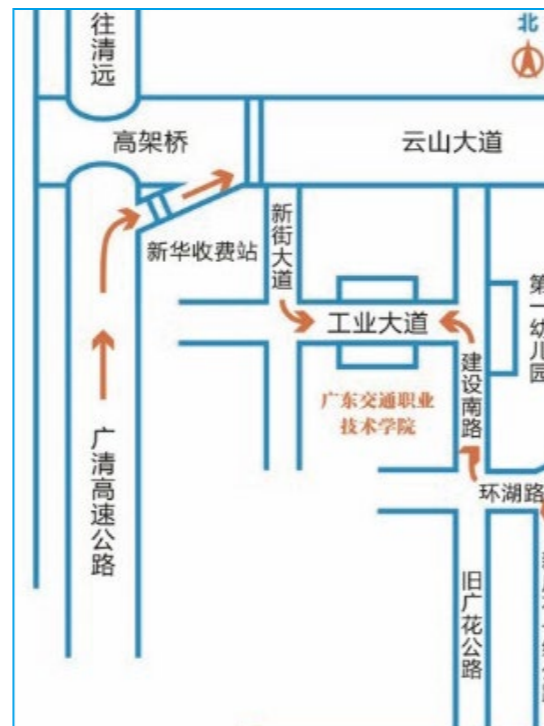 北
往清远
高架桥
云山大道
新华收费站
新街大道
第一幼儿园
工业大道
建设南路
广东交通职业
技术学院
广清高速公路
环湖路
旧广花公路